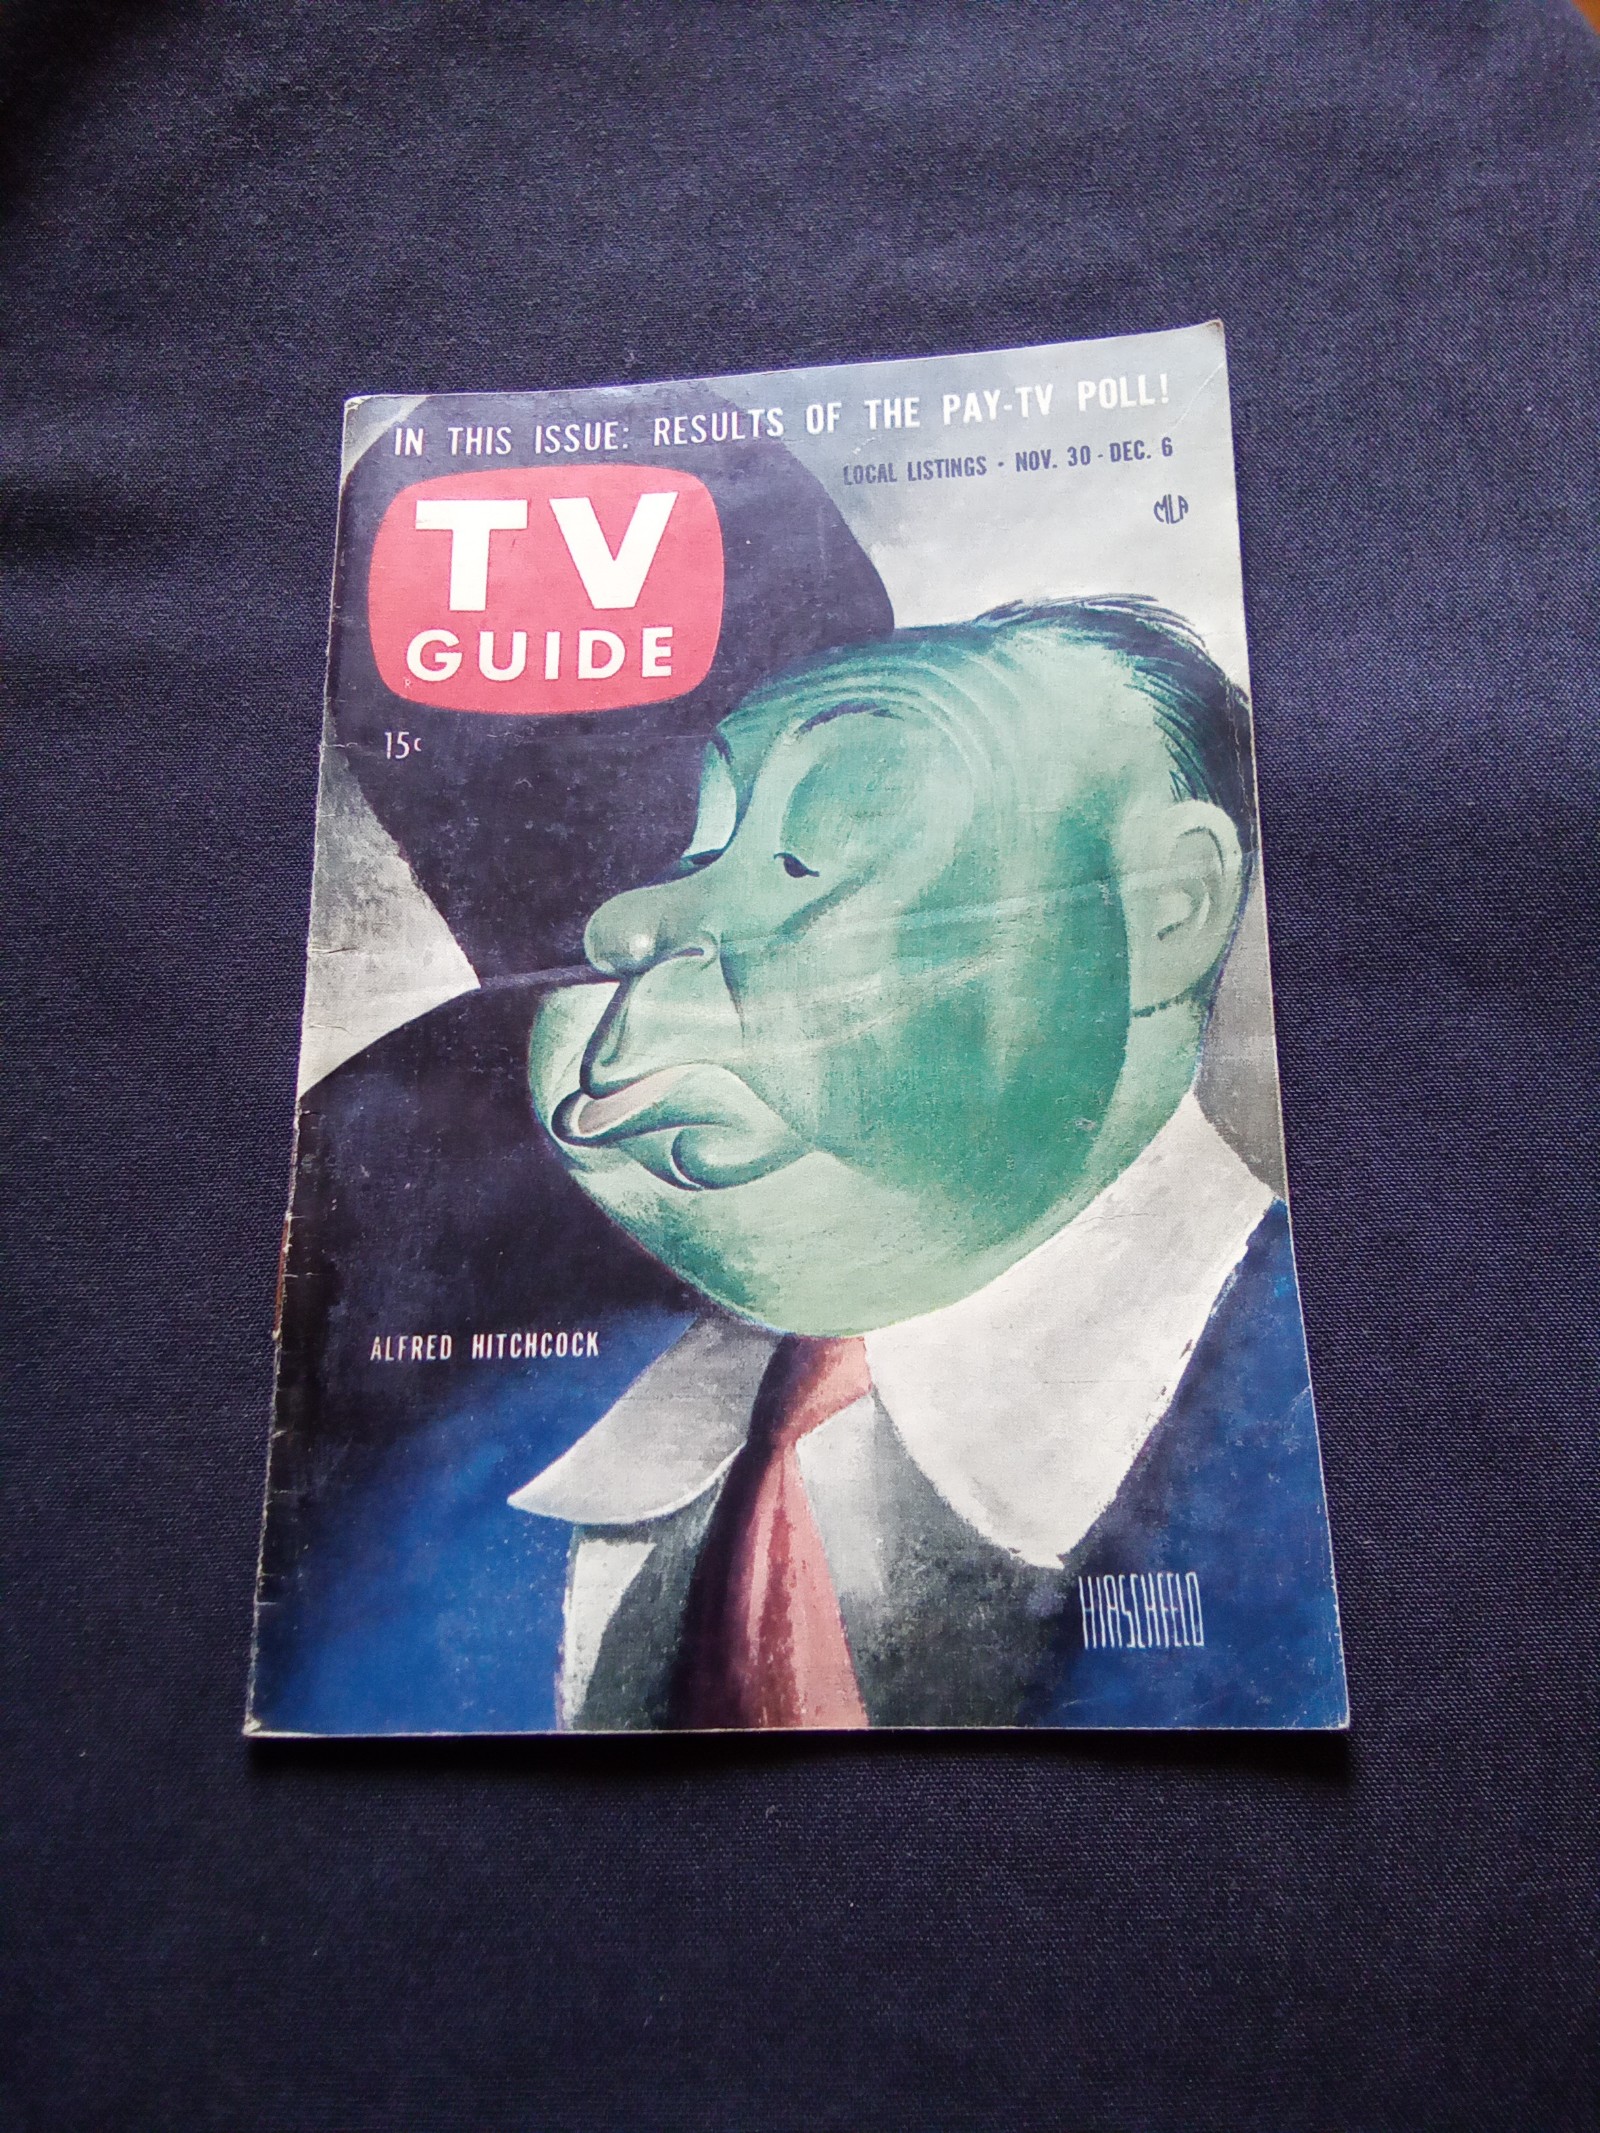 IN THIS ISSUE: RESULTS OF THE PAY-TV POLL!
LOCAL LISTINGS • NOV. 30 - DEC. 6
MLA
TV
GUIDE
R
15¢
ALFRED HITCHCOCK
HIRSCHFELD